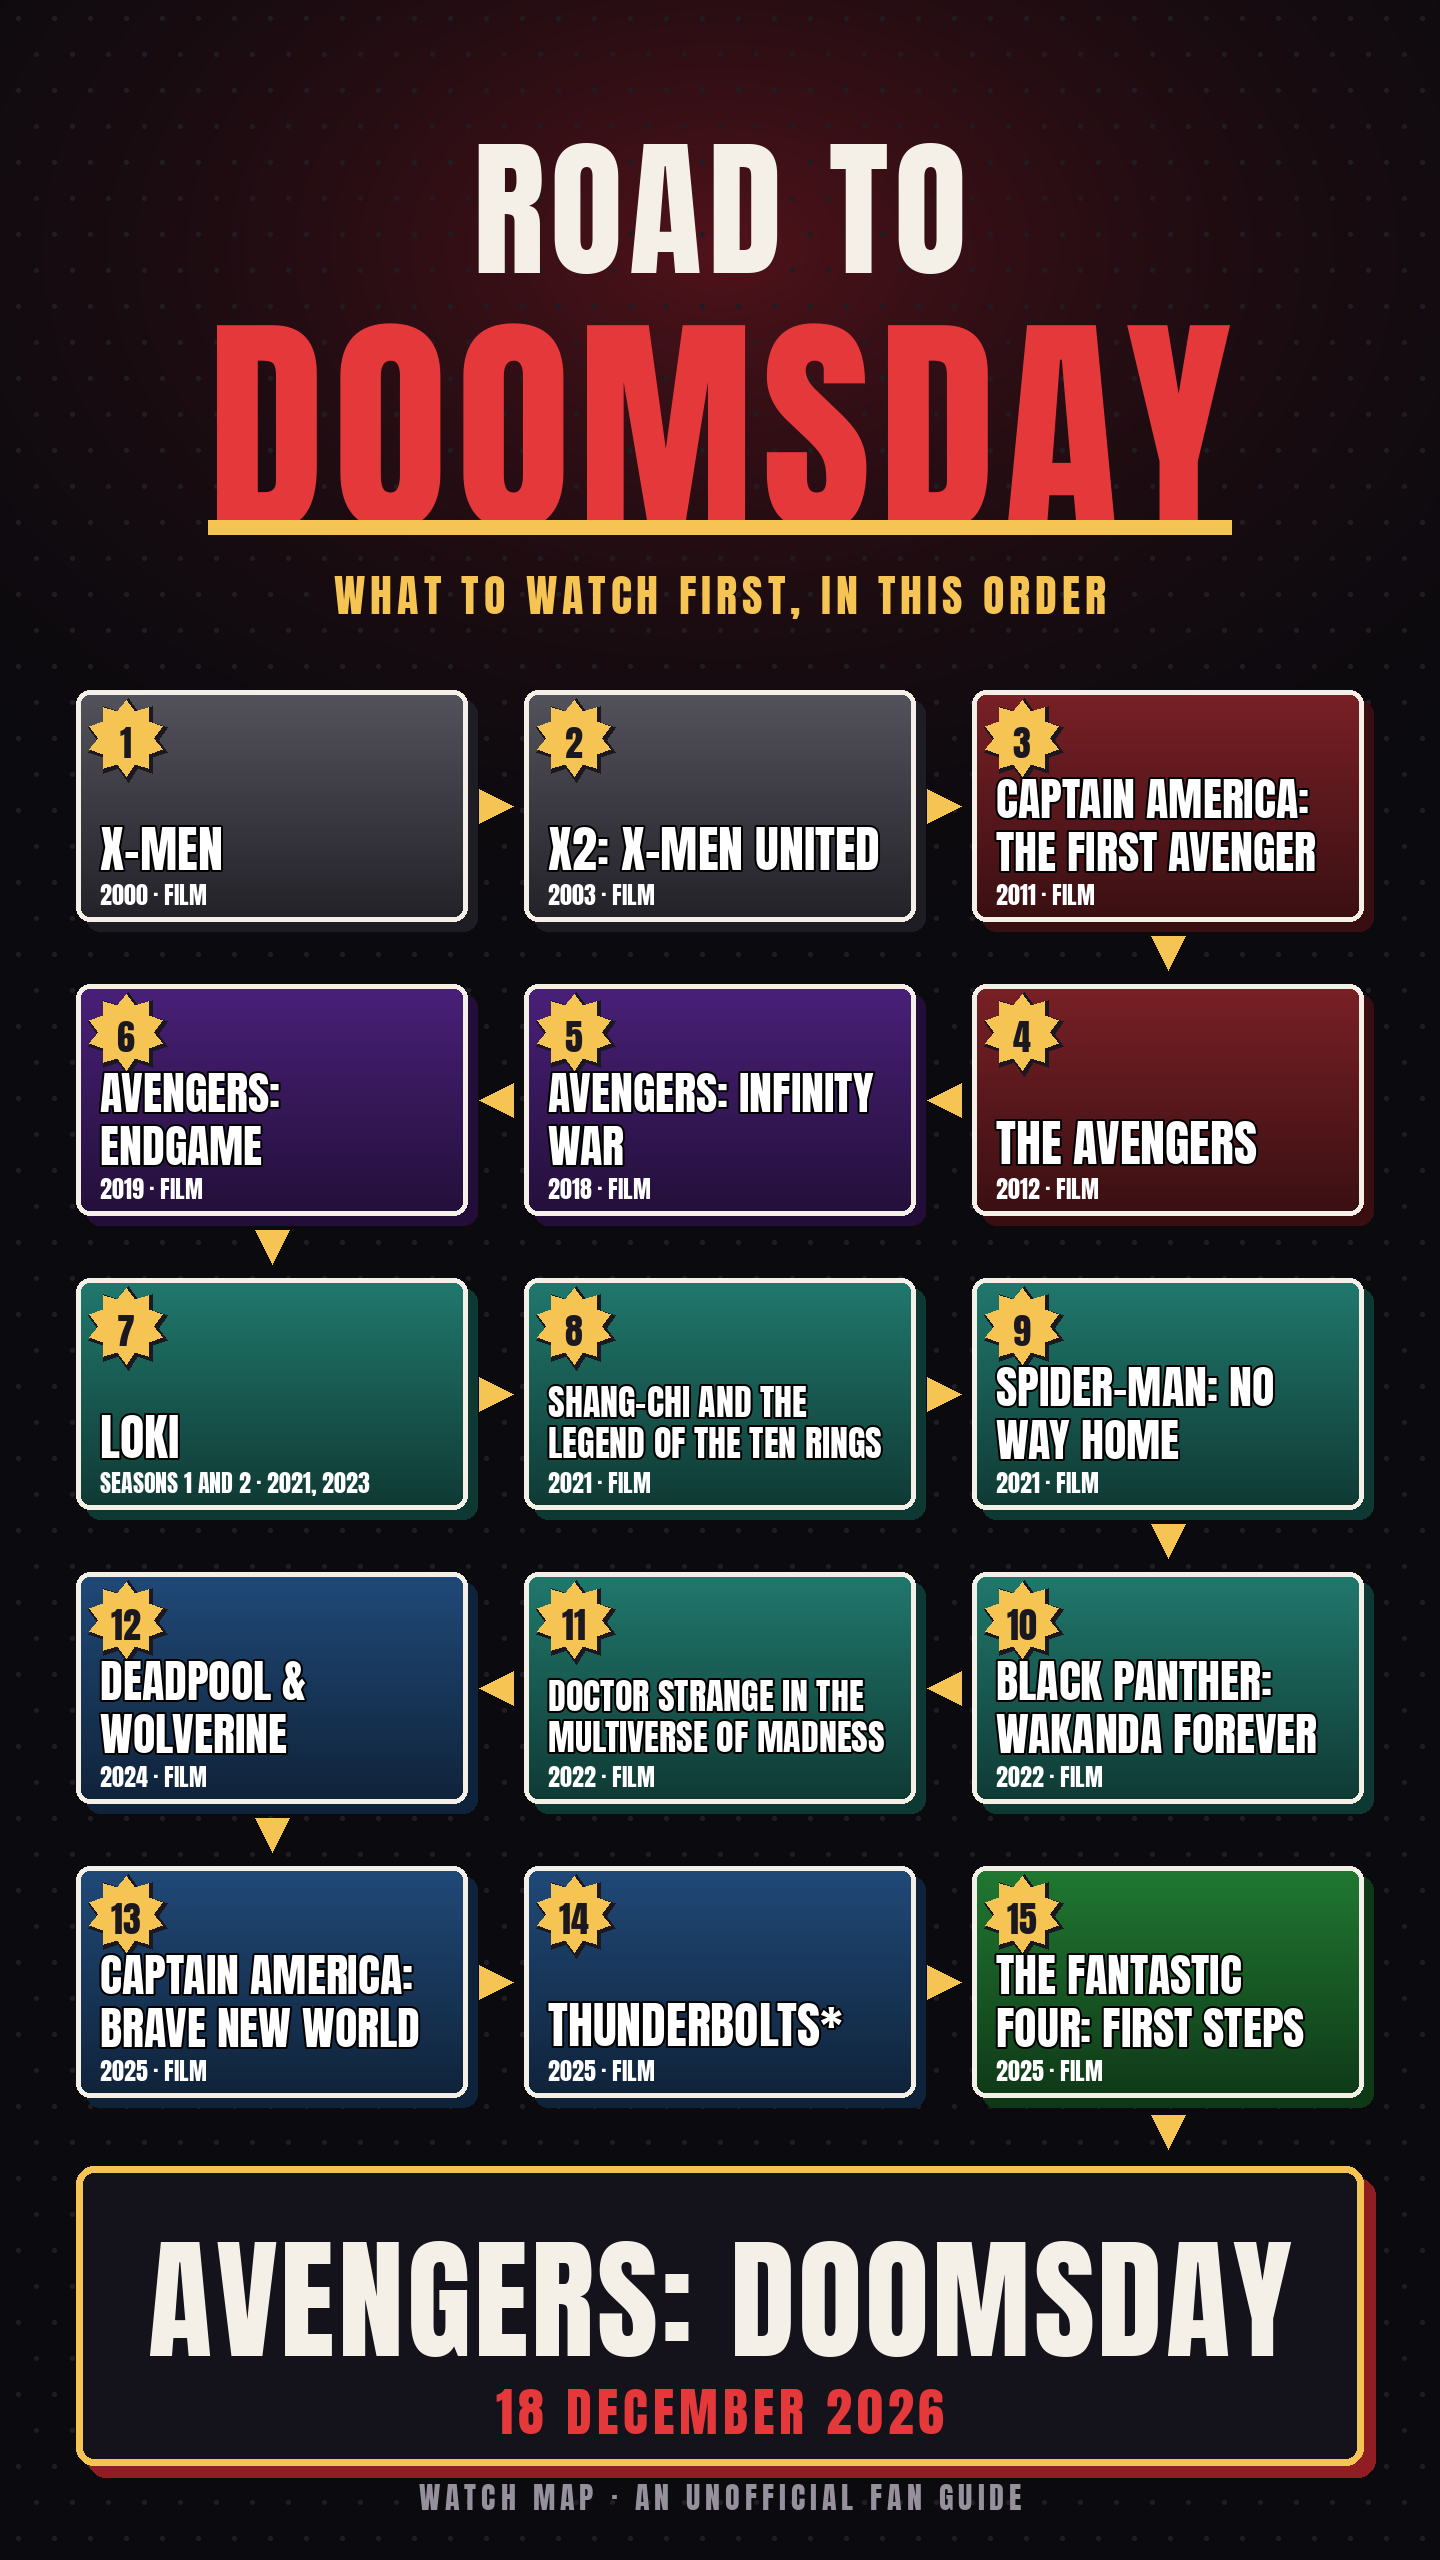 ROAD TO
DOOMSDAY
WHAT TO WATCH FIRST, IN THIS ORDER
1
X-MEN
2000 · FILM
2
X2: X-MEN UNITED
2003 · FILM
3
CAPTAIN AMERICA:
THE FIRST AVENGER
2011 · FILM
4
THE AVENGERS
2012 · FILM
5
AVENGERS: INFINITY
WAR
2018 · FILM
6
AVENGERS:
ENDGAME
2019 · FILM
7
LOKI
SEASONS 1 AND 2 · 2021, 2023
8
SHANG-CHI AND THE
LEGEND OF THE TEN RINGS
2021 · FILM
9
SPIDER-MAN: NO
WAY HOME
2021 · FILM
10
BLACK PANTHER:
WAKANDA FOREVER
2022 · FILM
11
DOCTOR STRANGE IN THE
MULTIVERSE OF MADNESS
2022 · FILM
12
DEADPOOL &
WOLVERINE
2024 · FILM
13
CAPTAIN AMERICA:
BRAVE NEW WORLD
2025 · FILM
14
THUNDERBOLTS*
2025 · FILM
15
THE FANTASTIC
FOUR: FIRST STEPS
2025 · FILM
AVENGERS: DOOMSDAY
18 DECEMBER 2026
WATCH MAP · AN UNOFFICIAL FAN GUIDE